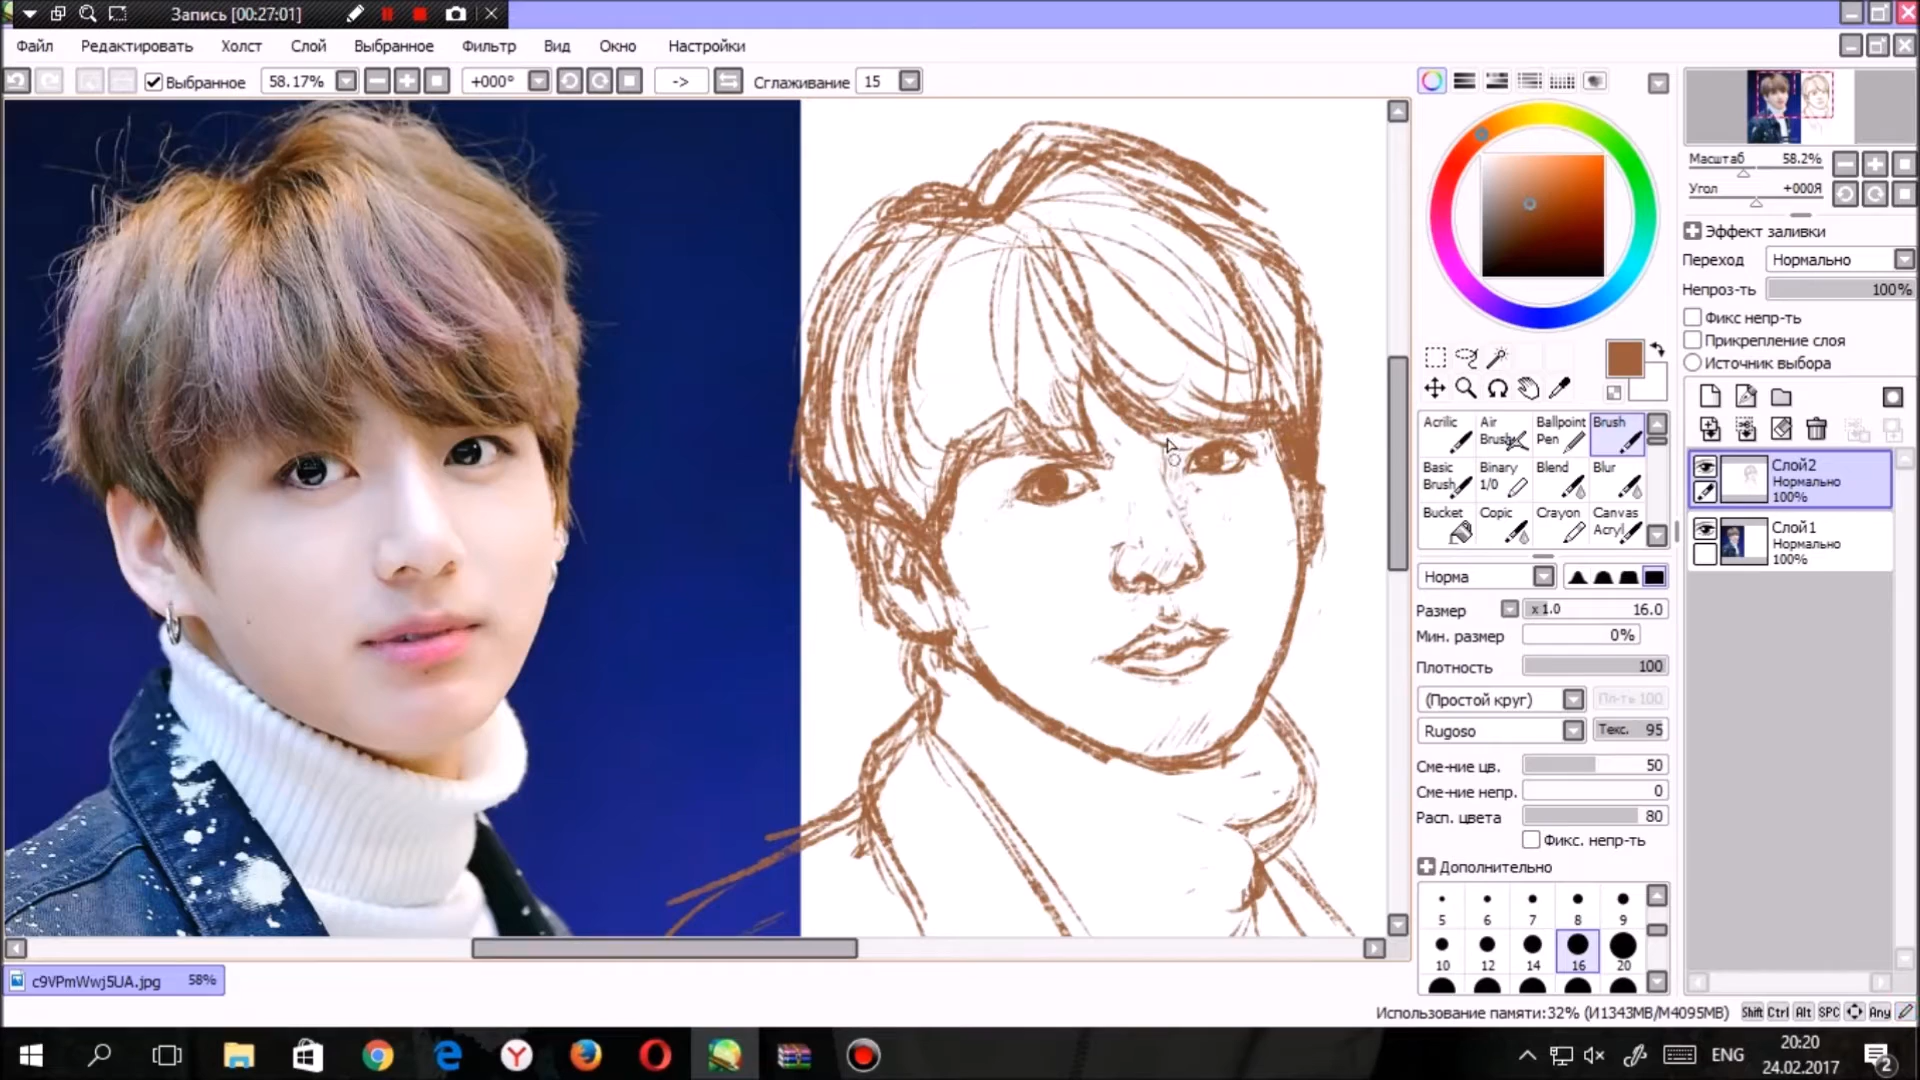 Запись [00:27:01]
Файл Редактировать Холст Слой Выбранное Фильтр Вид Окно Настройки
Выбранное 58.17% +000° -> Сглаживание 15
Масштаб 58.2%
Угол +000Я
Эффект заливки
Переход Нормально
Непроз-ть 100%
Фикс непр-ть
Прикрепление слоя
Источник выбора
Acrilic Air Brush Ballpoint Pen Brush
Basic Brush Binary 1/0 Blend Blur
Bucket Copic Crayon Canvas Acryl
Слой2
Нормально
100%
Слой1
Нормально
100%
Норма
Размер x 1.0 16.0
Мин. размер 0%
Плотность 100
(Простой круг) Пл-ть 100
Rugoso Текс. 95
Сме-ние цв. 50
Сме-ние непр. 0
Расп. цвета 80
Фикс. непр-ть
Дополнительно
5 6 7 8 9
10 12 14 16 20
c9VPmWwj5UA.jpg 58%
Использование памяти:32% (И1343МВ/М4095МВ) Shift Ctrl Alt SPC Any
ENG
20:20
24.02.2017
2